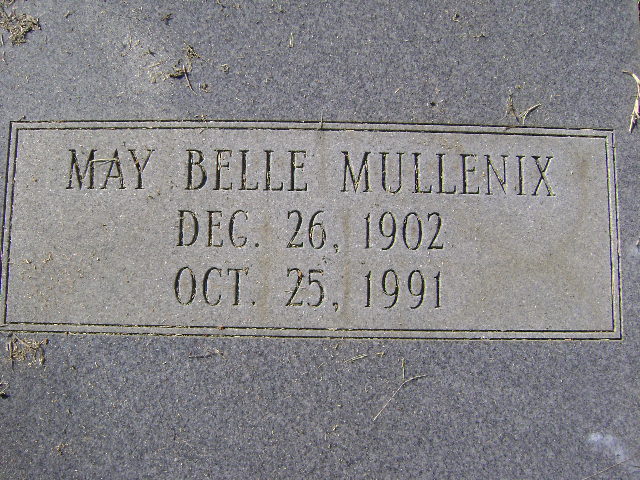 MAY BELLE MULLENIX
DEC. 26, 1902
OCT. 25, 1991